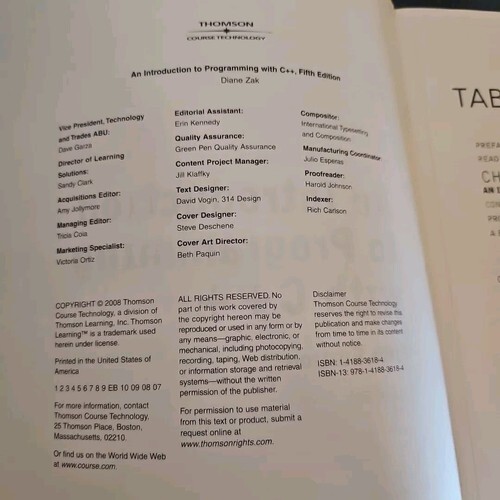 THOMSON
COURSE TECHNOLOGY
An Introduction to Programming with C++, Fifth Edition
Diane Zak
Vice President, Technology
and Trades ABU:
Dave Garza
Director of Learning
Solutions:
Sandy Clark
Acquisitions Editor:
Amy Jollymore
Managing Editor:
Tricia Coia
Marketing Specialist:
Victoria Ortiz
Editorial Assistant:
Erin Kennedy
Quality Assurance:
Green Pen Quality Assurance
Content Project Manager:
Jill Klaffky
Text Designer:
David Vogin, 314 Design
Cover Designer:
Steve Deschene
Cover Art Director:
Beth Paquin
Compositor:
International Typesetting
and Composition
Manufacturing Coordinator:
Julio Esperas
Proofreader:
Harold Johnson
Indexer:
Rich Carlson
COPYRIGHT © 2008 Thomson
Course Technology, a division of
Thomson Learning, Inc. Thomson
Learning™ is a trademark used
herein under license.
Printed in the United States of
America
1 2 3 4 5 6 7 8 9 EB 10 09 08 07
For more information, contact
Thomson Course Technology,
25 Thomson Place, Boston,
Massachusetts, 02210.
Or find us on the World Wide Web
at www.course.com.
ALL RIGHTS RESERVED. No
part of this work covered by
the copyright hereon may be
reproduced or used in any form or by
any means—graphic, electronic, or
mechanical, including photocopying,
recording, taping, Web distribution,
or information storage and retrieval
systems—without the written
permission of the publisher.
For permission to use material
from this text or product, submit a
request online at
www.thomsonrights.com.
Disclaimer
Thomson Course Technology
reserves the right to revise this
publication and make changes
from time to time in its content
without notice.
ISBN: 1-4188-3618-4
ISBN-13: 978-1-4188-3618-4
TAB
PREFA
READ
CH
AN I
CON
PR
A